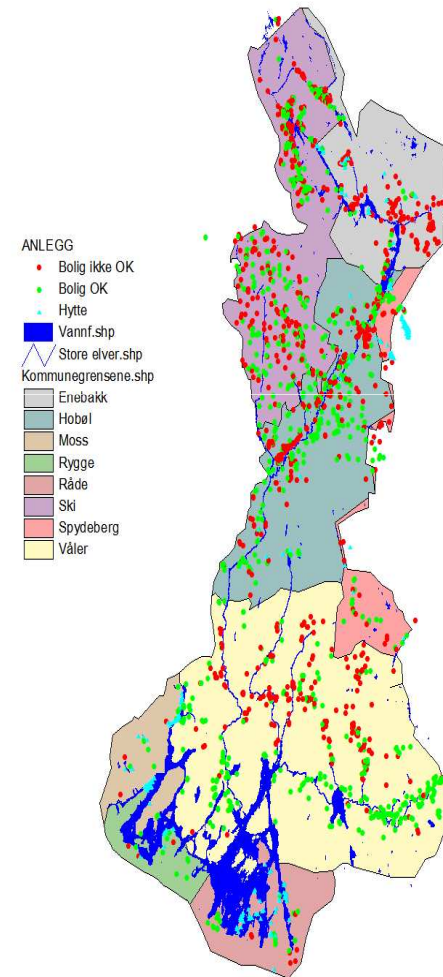 ANLEGG
Bolig ikke OK
Bolig OK
Hytte
Vannf.shp
Store elver.shp
Kommunegrensene.shp
Enebakk
Hobøl
Moss
Rygge
Råde
Ski
Spydeberg
Våler